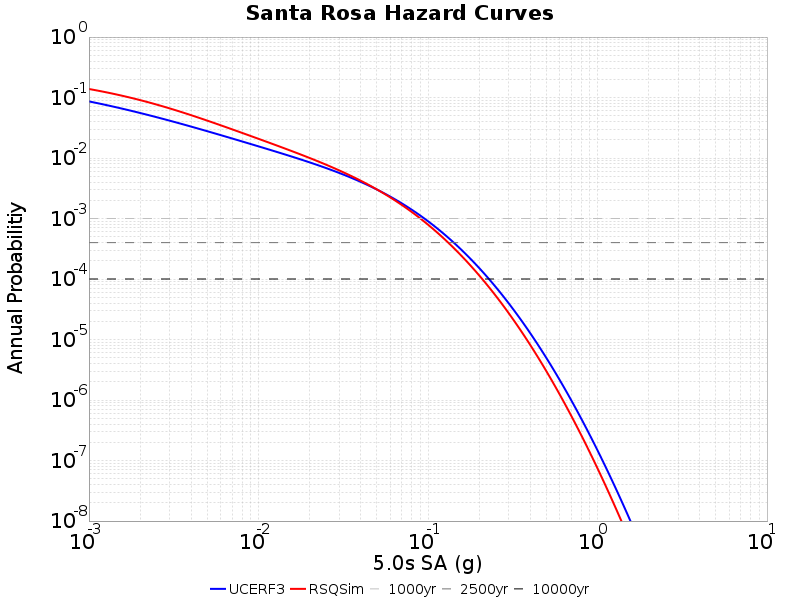 Santa Rosa Hazard Curves
Annual Probabilitiy
10^0
10^-1
10^-2
10^-3
10^-4
10^-5
10^-6
10^-7
10^-8
10^-3 10^-2 10^-1 10^0 10^1
5.0s SA (g)
UCERF3 RSQSim 1000yr 2500yr 10000yr